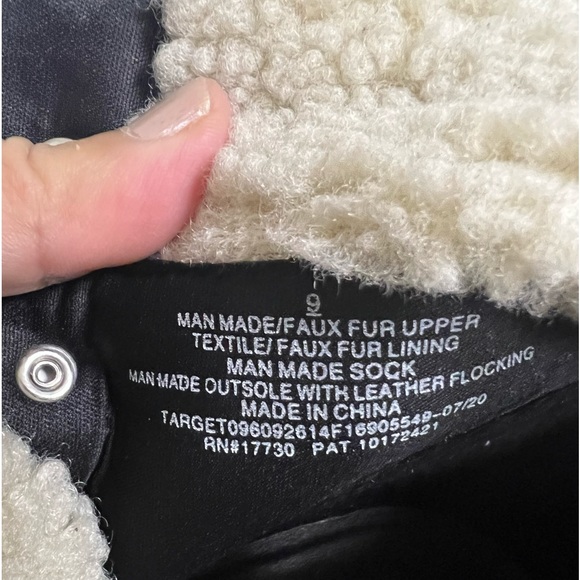 9
MAN MADE/FAUX FUR UPPER
TEXTILE/ FAUX FUR LINING
MAN MADE SOCK
MAN-MADE OUTSOLE WITH LEATHER FLOCKING
MADE IN CHINA
TARGET096092614F16905549-07/20
RN#17730 PAT. 10172421